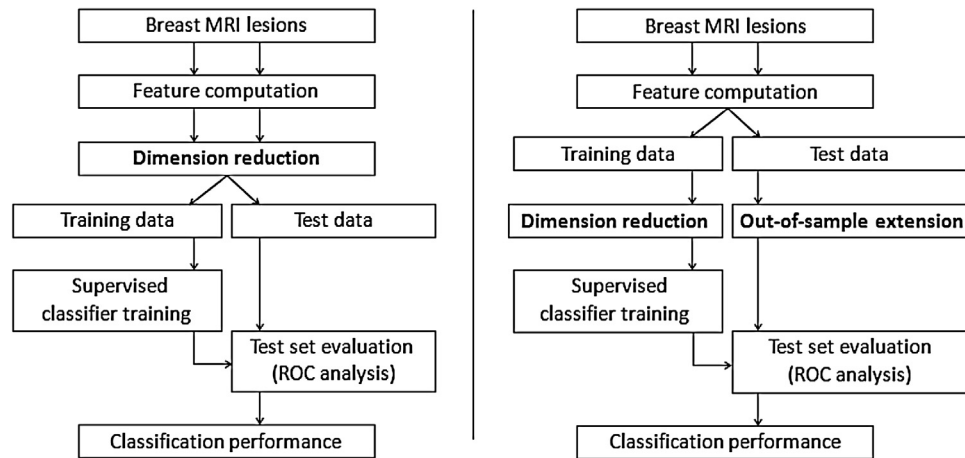 Breast MRI lesions
Feature computation
Dimension reduction
Training data
Test data
Supervised
classifier training
Test set evaluation
(ROC analysis)
Classification performance
Breast MRI lesions
Feature computation
Training data
Test data
Dimension reduction
Out-of-sample extension
Supervised
classifier training
Test set evaluation
(ROC analysis)
Classification performance